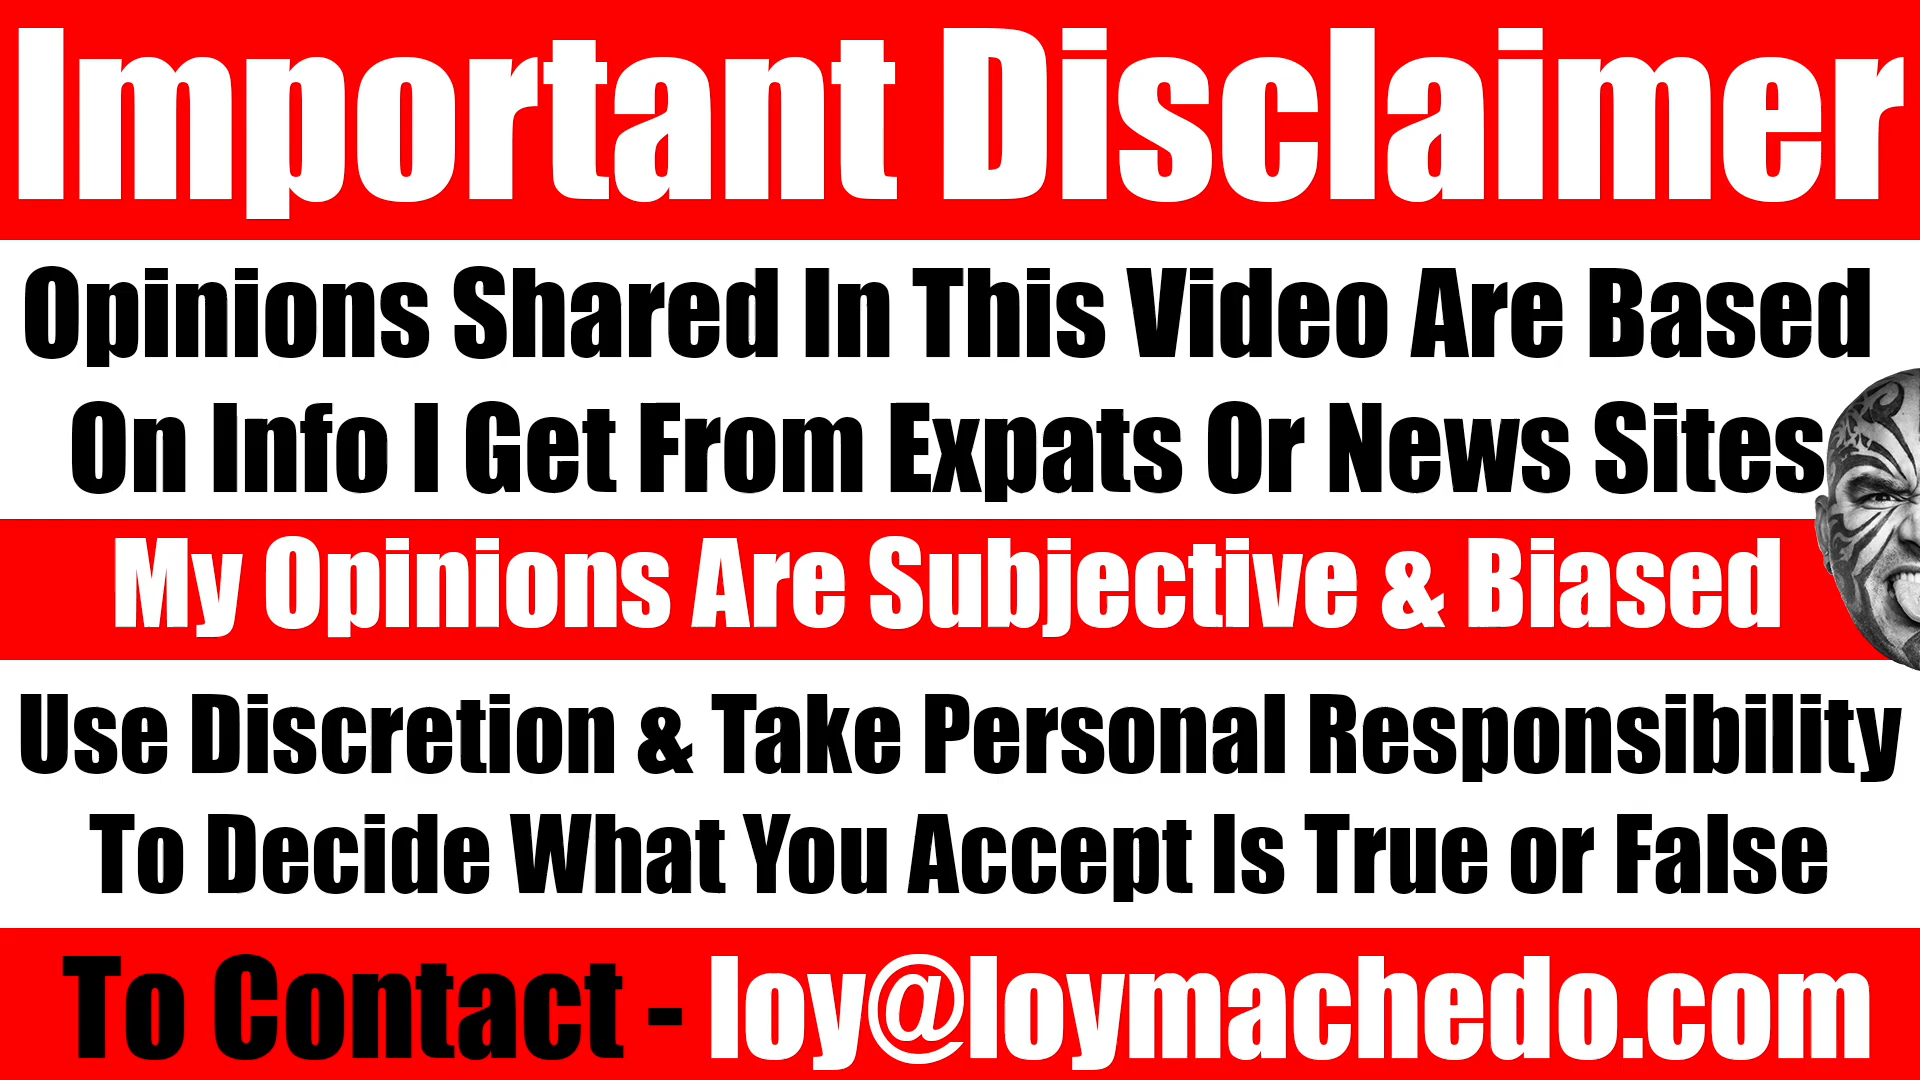 Important Disclaimer
Opinions Shared In This Video Are Based
On Info I Get From Expats Or News Sites
My Opinions Are Subjective & Biased
Use Discretion & Take Personal Responsibility
To Decide What You Accept Is True or False
To Contact - loy@loymachedo.com